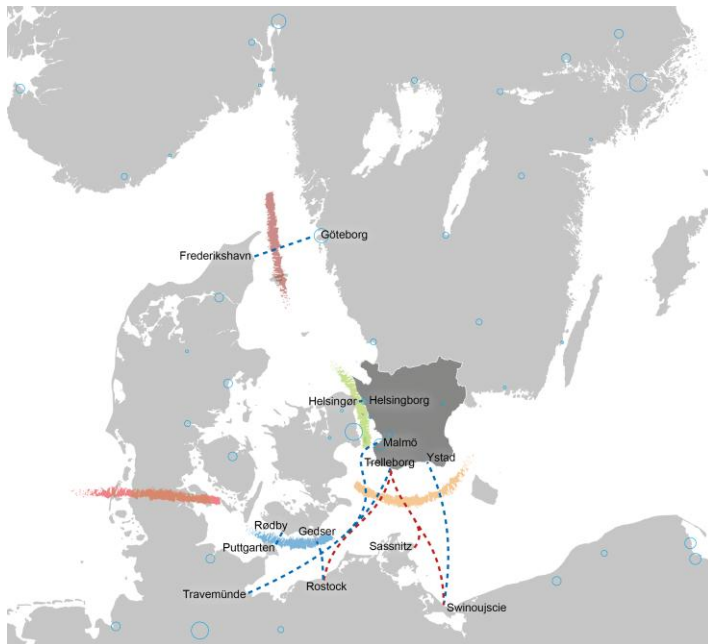 Göteborg
Frederikshavn
Helsingør
Helsingborg
Malmö
Trelleborg
Ystad
Rødby
Gedser
Puttgarten
Sassnitz
Travemünde
Rostock
Swinoujscie